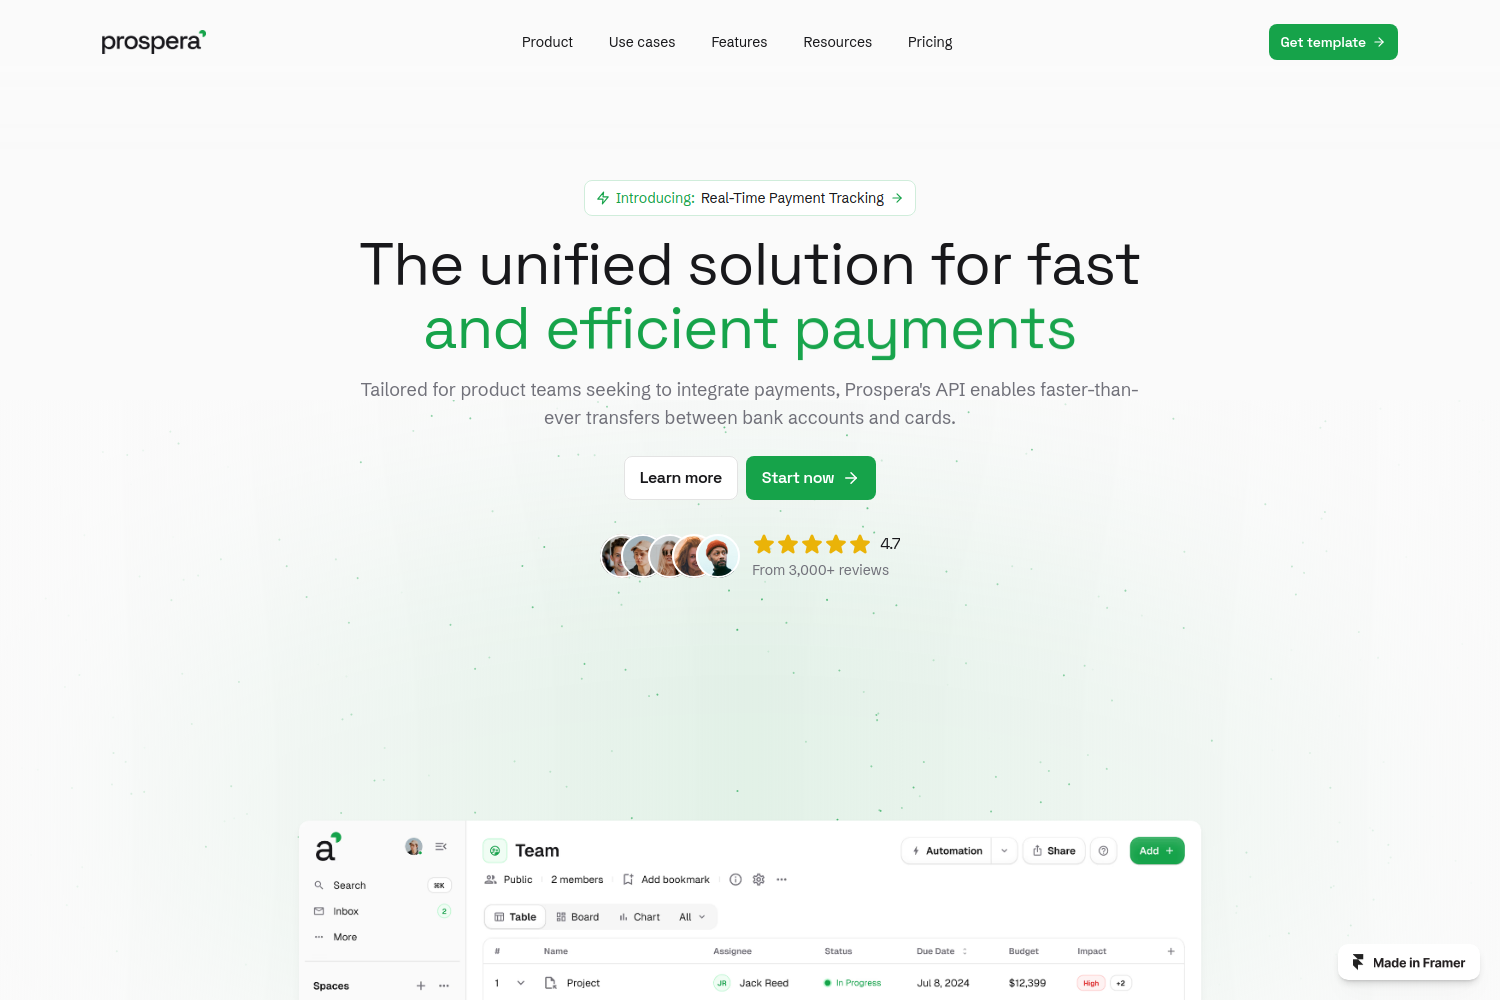 prospera
Product
Use cases
Features
Resources
Pricing
Get template
Introducing: Real-Time Payment Tracking
The unified solution for fast
and efficient payments
Tailored for product teams seeking to integrate payments, Prospera's API enables faster-than-
ever transfers between bank accounts and cards.
Learn more
Start now
4.7
From 3,000+ reviews
a
Search
⌘K
Inbox
2
More
Spaces
Team
Automation
Share
Add
Public
2 members
Add bookmark
Table
Board
Chart
All
# Name Assignee Status Due Date Budget Impact
1 Project JR Jack Reed In Progress Jul 8, 2024 $12,399 High +2
Made in Framer